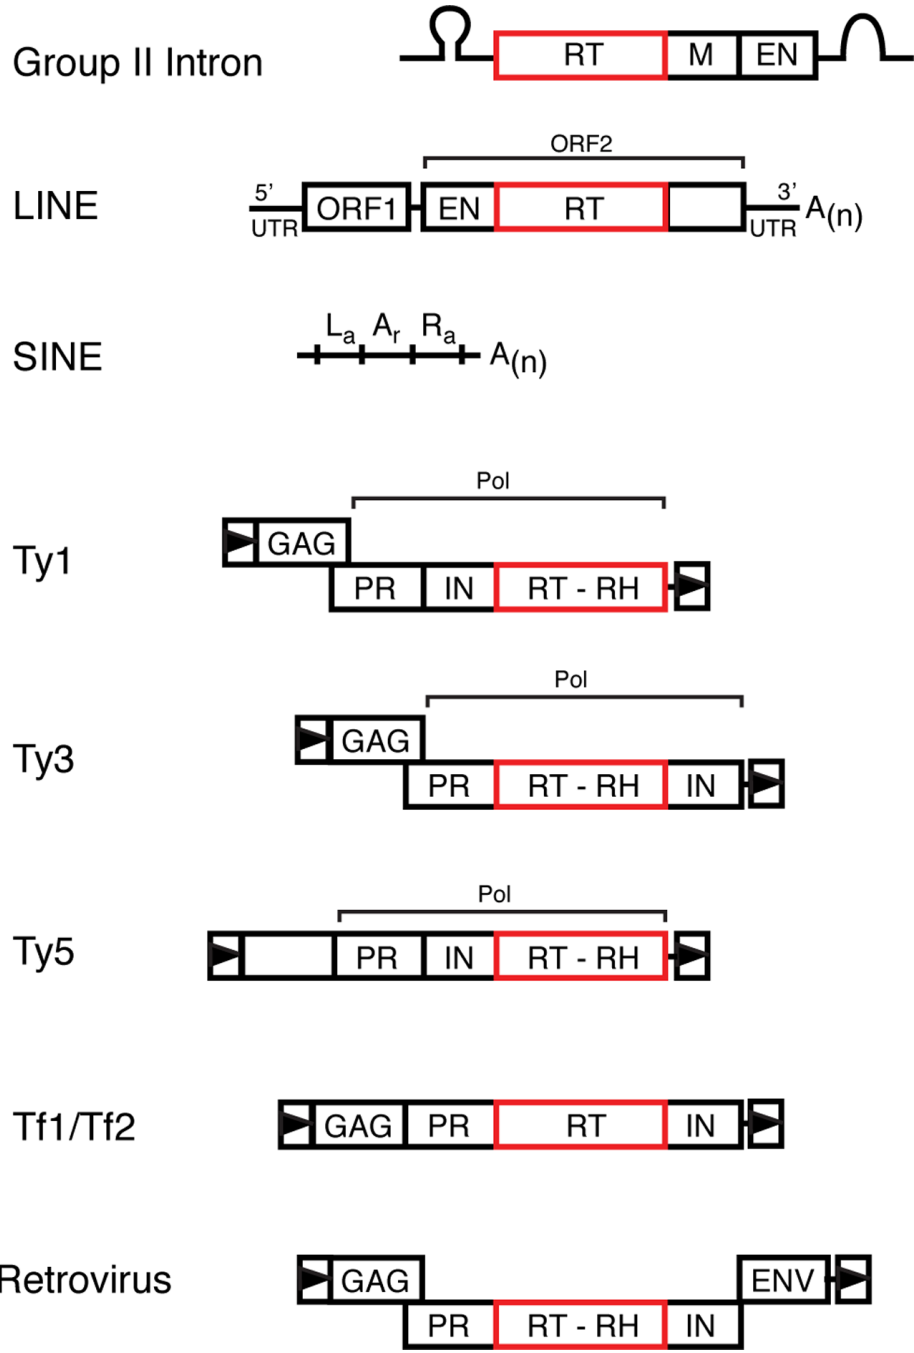 Group II Intron
RT M EN
ORF2
LINE
5’ UTR ORF1 EN RT 3’ UTR A(n)
SINE
La Ar Ra A(n)
Pol
Ty1
GAG
PR IN RT - RH
Pol
Ty3
GAG
PR RT - RH IN
Pol
Ty5
PR IN RT - RH
Tf1/Tf2
GAG PR RT IN
Retrovirus
GAG ENV
PR RT - RH IN